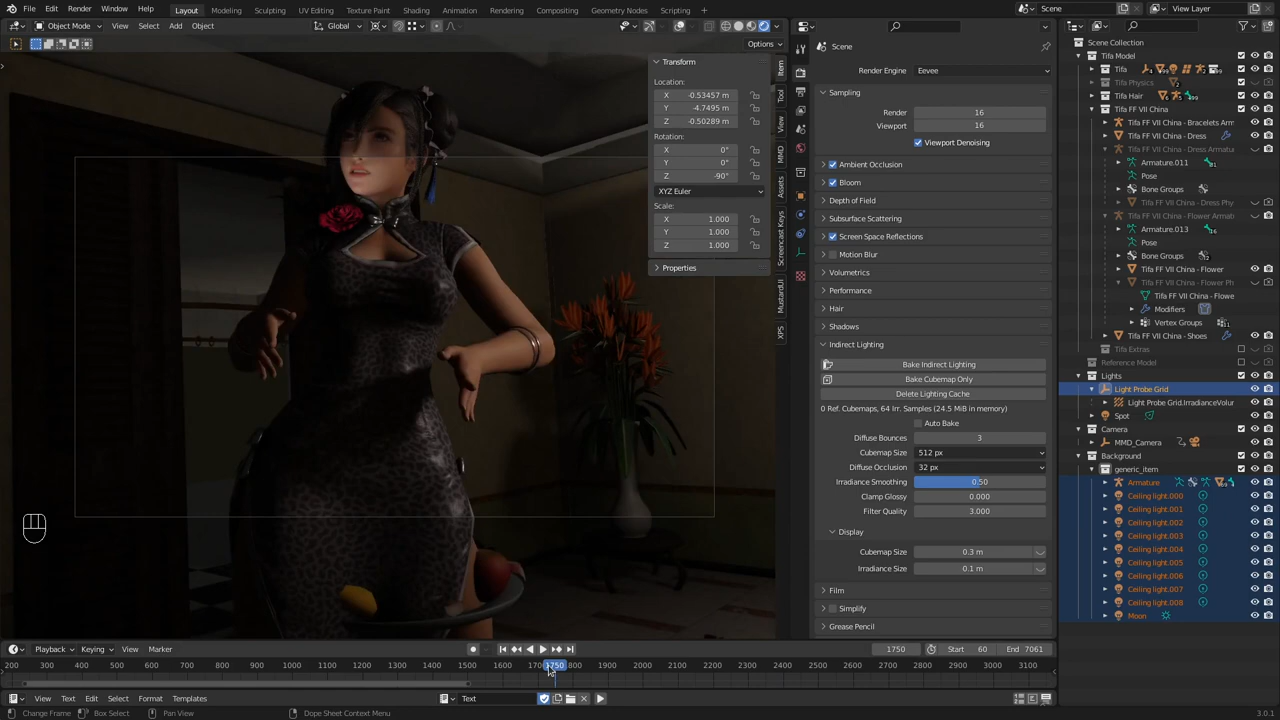 File Edit Render Window Help Layout Modeling Sculpting UV Editing Texture Paint Shading Animation Rendering Compositing Geometry Nodes Scripting Scene View Layer
Object Mode View Select Add Object Global
Options
Transform
Location:
X -0.53457 m
Y -4.7495 m
Z -0.50289 m
Rotation:
X 0°
Y 0°
Z -90°
XYZ Euler
Scale:
X 1.000
Y 1.000
Z 1.000
Properties
Item
Tool
View
MMD
Assets
Screencast Keys
MustardUI
XPS
Scene
Render Engine Eevee
Sampling
Render 16
Viewport 16
Viewport Denoising
Ambient Occlusion
Bloom
Depth of Field
Subsurface Scattering
Screen Space Reflections
Motion Blur
Volumetrics
Performance
Hair
Shadows
Indirect Lighting
Bake Indirect Lighting
Bake Cubemap Only
Delete Lighting Cache
0 Ref. Cubemaps, 64 Irr. Samples (24.5 MiB in memory)
Auto Bake
Diffuse Bounces 3
Cubemap Size 512 px
Diffuse Occlusion 32 px
Irradiance Smoothing 0.50
Clamp Glossy 0.000
Filter Quality 3.000
Display
Cubemap Size 0.3 m
Irradiance Size 0.1 m
Film
Simplify
Grease Pencil
Scene Collection
Tifa Model
Tifa
Tifa Physics
Tifa Hair
Tifa FF VII China
Tifa FF VII China - Bracelets Arm
Tifa FF VII China - Dress
Tifa FF VII China - Dress Armatu
Armature.011
Pose
Bone Groups
Tifa FF VII China - Dress Phy
Tifa FF VII China - Flower Armat
Armature.013
Pose
Bone Groups
Tifa FF VII China - Flower
Tifa FF VII China - Flower Ph
Tifa FF VII China - Flowe
Modifiers
Vertex Groups
Tifa FF VII China - Shoes
Tifa Extras
Reference Model
Lights
Light Probe Grid
Light Probe Grid.IrradianceVolur
Spot
Camera
MMD_Camera
Background
generic_item
Armature
Ceiling light.000
Ceiling light.001
Ceiling light.002
Ceiling light.003
Ceiling light.004
Ceiling light.005
Ceiling light.006
Ceiling light.007
Ceiling light.008
Moon
Playback Keying View Marker 1750 Start 60 End 7061
200 300 400 500 600 700 800 900 1000 1100 1200 1300 1400 1500 1600 1750 1900 2000 2100 2200 2300 2400 2500 2600 2700 2800 2900 3000 3100
View Text Edit Select Format Templates Text
Change Frame Box Select Pan View Dope Sheet Context Menu 3.0.1